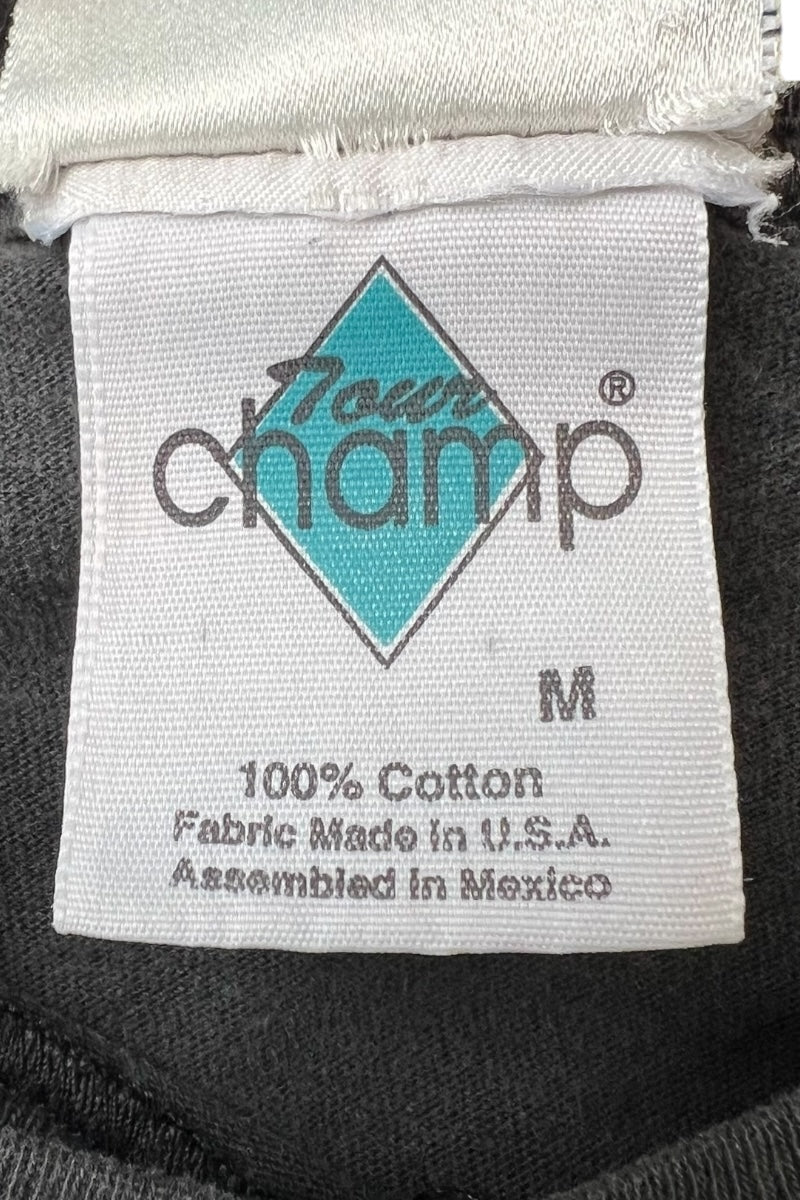 Tour
champ®
M
100% Cotton
Fabric Made in U.S.A.
Assembled in Mexico